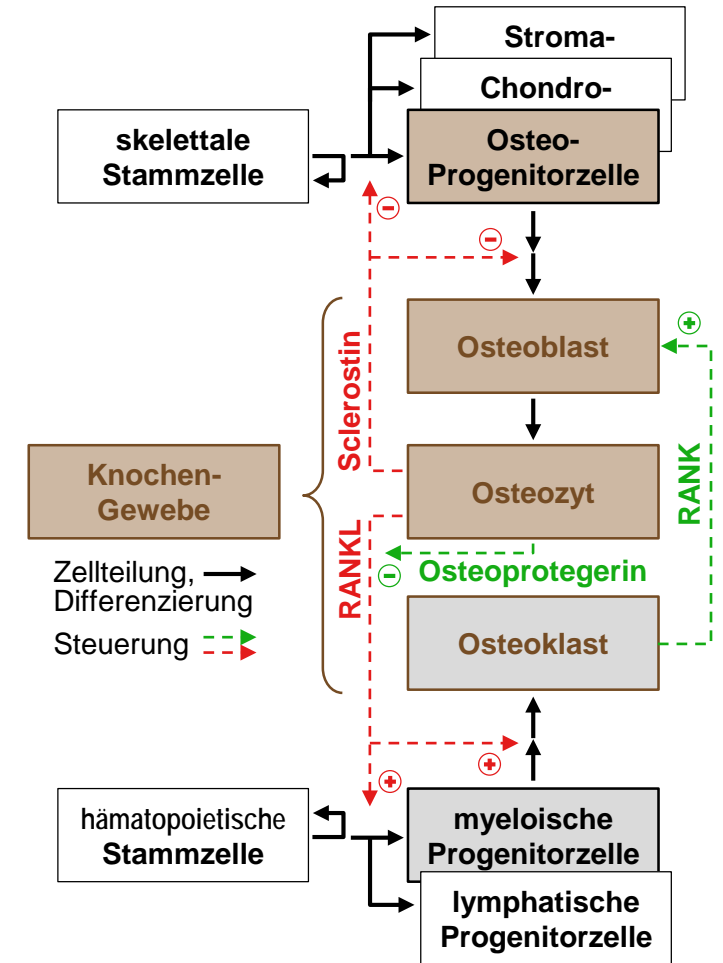 Stroma-
Chondro-
skelettale
Stammzelle
Osteo-
Progenitorzelle
−
−
Osteoblast
+
Sclerostin
Knochen-
Gewebe
Osteozyt
RANK
RANKL
− Osteoprotegerin
Zellteilung,
Differenzierung
Steuerung
Osteoklast
+
+
hämatopoietische
Stammzelle
myeloische
Progenitorzelle
lymphatische
Progenitorzelle